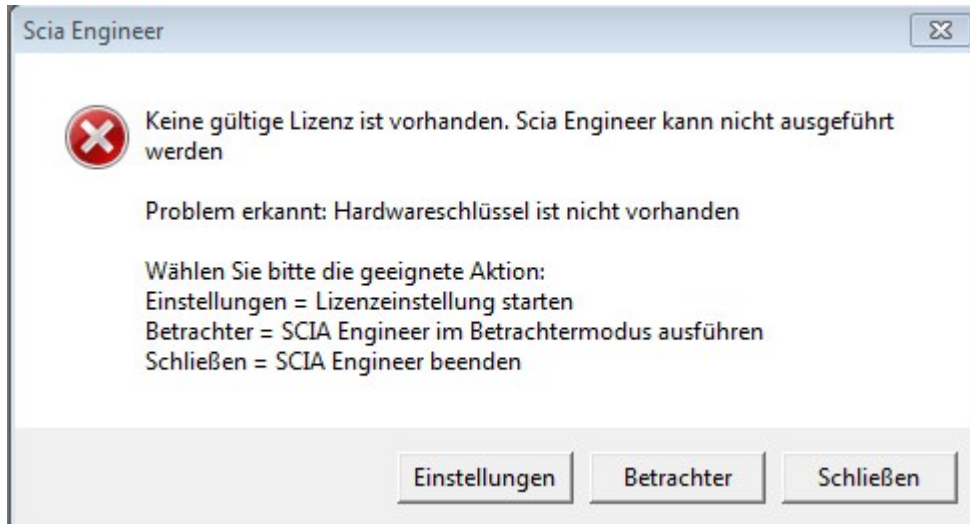 Scia Engineer
Keine gültige Lizenz ist vorhanden. Scia Engineer kann nicht ausgeführt
werden
Problem erkannt: Hardwareschlüssel ist nicht vorhanden
Wählen Sie bitte die geeignete Aktion:
Einstellungen = Lizenzeinstellung starten
Betrachter = SCIA Engineer im Betrachtermodus ausführen
Schließen = SCIA Engineer beenden
Einstellungen Betrachter Schließen